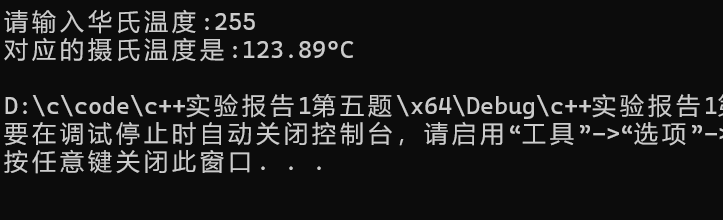 请输入华氏温度:255
对应的摄氏温度是:123.89°C
D:\c\code\c++实验报告1第五题\x64\Debug\c++实验报告1
要在调试停止时自动关闭控制台，请启用“工具”->“选项”->
按任意键关闭此窗口. . .